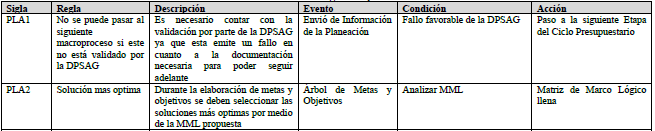 Sigla Regla Descripción Evento Condición Acción
PLA1 No se puede pasar al Es necesario contar con la Envió de Información Fallo favorable de la DPSAG Paso a la siguiente Etapa
siguiente validación por parte de la DPSAG de la Planeación del Ciclo Presupuestario
macroproceso si este ya que esta emite un fallo en
no está validado por cuanto a la documentación
la DPSAG necesaria para poder seguir
adelante
PLA2 Solución mas optima Durante la elaboración de metas y Árbol de Metas y Analizar MML Matriz de Marco Lógico
objetivos se deben seleccionar las Objetivos llena
soluciones más optimas por medio
de la MML propuesta